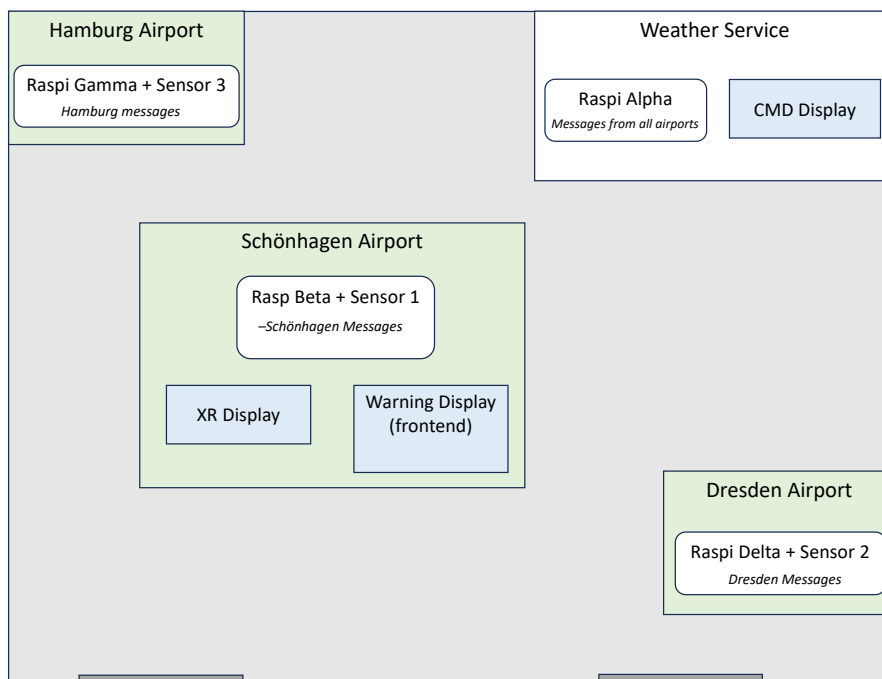 Hamburg Airport
Raspi Gamma + Sensor 3
Hamburg messages
Weather Service
Raspi Alpha
Messages from all airports
CMD Display
Schönhagen Airport
Rasp Beta + Sensor 1
–Schönhagen Messages
XR Display
Warning Display
(frontend)
Dresden Airport
Raspi Delta + Sensor 2
Dresden Messages